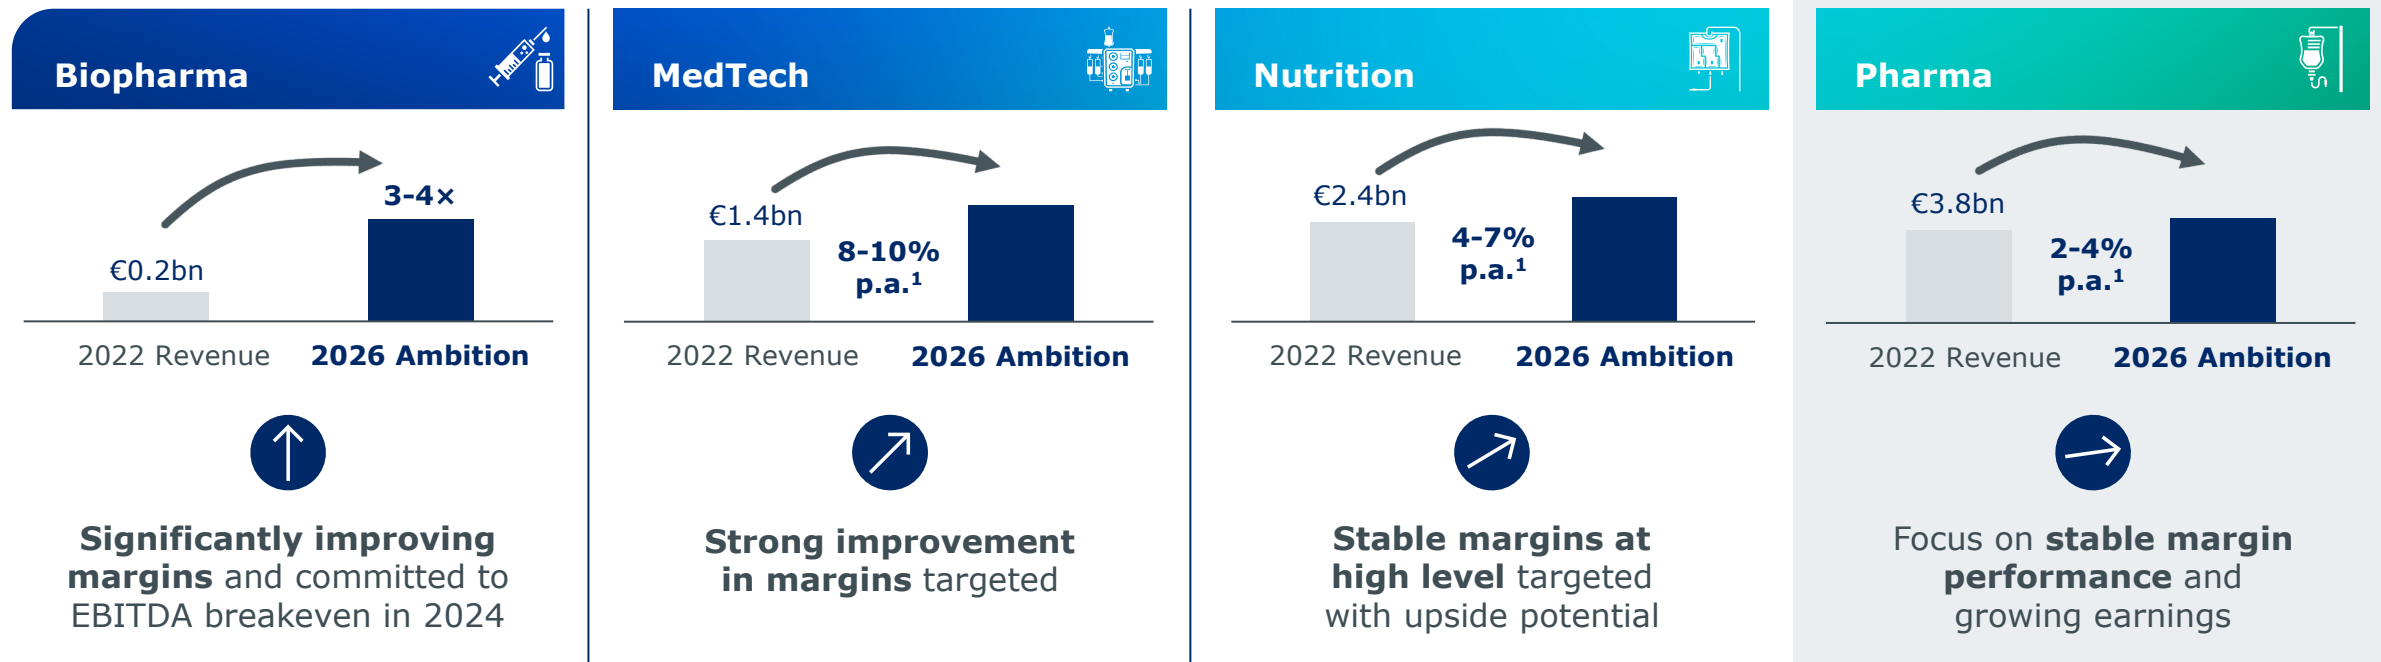 Biopharma
€0.2bn
3-4×
2022 Revenue
2026 Ambition
Significantly improving
margins and committed to
EBITDA breakeven in 2024
MedTech
€1.4bn
8-10%
p.a.¹
2022 Revenue
2026 Ambition
Strong improvement
in margins targeted
Nutrition
€2.4bn
4-7%
p.a.¹
2022 Revenue
2026 Ambition
Stable margins at
high level targeted
with upside potential
Pharma
€3.8bn
2-4%
p.a.¹
2022 Revenue
2026 Ambition
Focus on stable margin
performance and
growing earnings